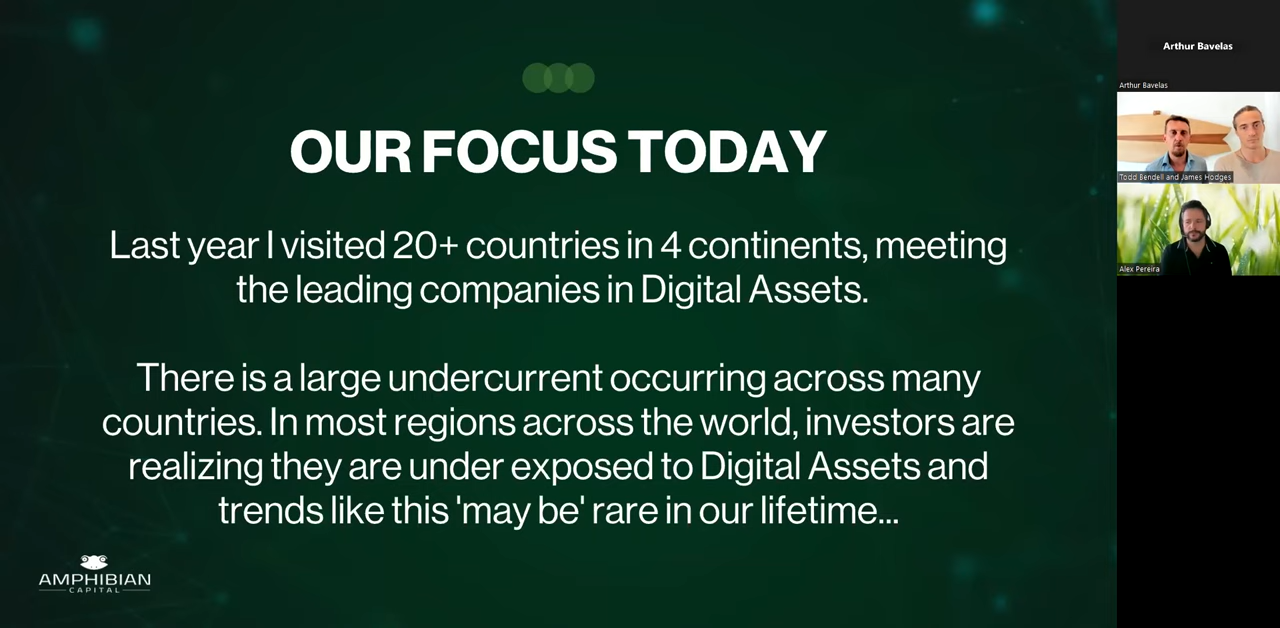 OUR FOCUS TODAY
Last year I visited 20+ countries in 4 continents, meeting
the leading companies in Digital Assets.
There is a large undercurrent occurring across many
countries. In most regions across the world, investors are
realizing they are under exposed to Digital Assets and
trends like this 'may be' rare in our lifetime...
AMPHIBIAN
CAPITAL
Arthur Bavelas
Arthur Bavelas
Todd Bendell and James Hodges
Alex Pereira